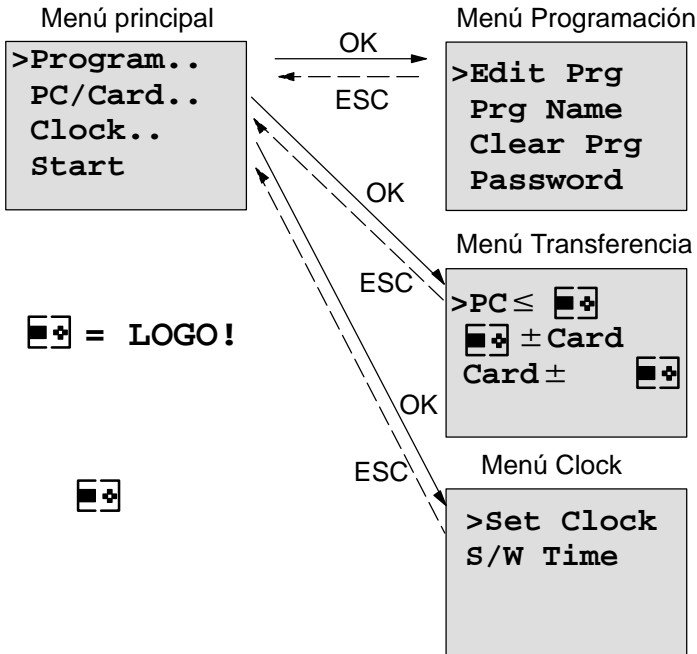 Menú principal
>Program..
PC/Card..
Clock..
Start
OK
ESC
Menú Programación
>Edit Prg
Prg Name
Clear Prg
Password
OK
ESC
Menú Transferencia
>PC≤
±Card
Card±
= LOGO!
OK
ESC
Menú Clock
>Set Clock
S/W Time